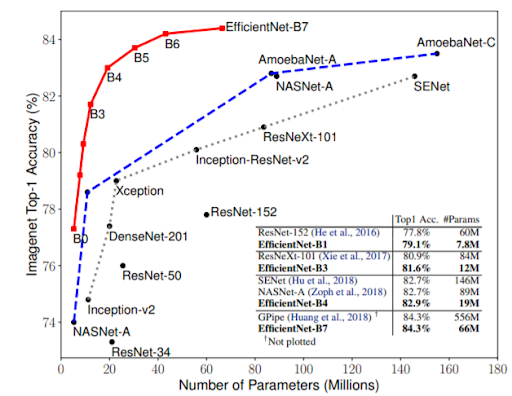 84
82
80
78
76
74
Imagenet Top-1 Accuracy (%)
EfficientNet-B7
B6
B5
B4
B3
B0
AmoebaNet-C
AmoebaNet-A
NASNet-A
SENet
ResNeXt-101
Inception-ResNet-v2
Xception
ResNet-152
DenseNet-201
ResNet-50
Inception-v2
NASNet-A
ResNet-34
Top1 Acc. #Params
ResNet-152 (He et al., 2016) 77.8% 60M
EfficientNet-B1 79.1% 7.8M
ResNeXt-101 (Xie et al., 2017) 80.9% 84M
EfficientNet-B3 81.6% 12M
SENet (Hu et al., 2018) 82.7% 146M
NASNet-A (Zoph et al., 2018) 82.7% 89M
EfficientNet-B4 82.9% 19M
GPipe (Huang et al., 2018) † 84.3% 556M
EfficientNet-B7 84.3% 66M
†Not plotted
0 20 40 60 80 100 120 140 160 180
Number of Parameters (Millions)